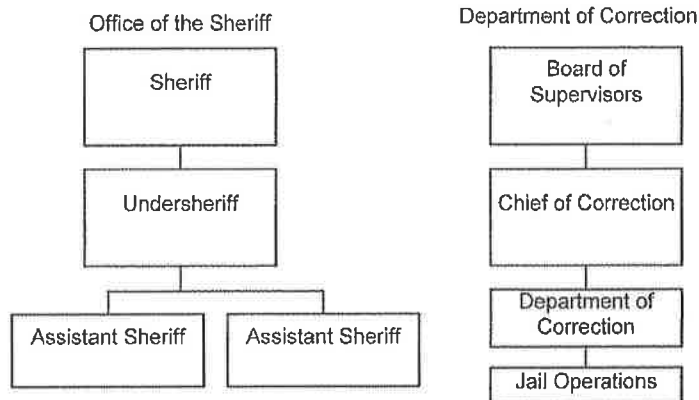 Office of the Sheriff
Sheriff
Undersheriff
Assistant Sheriff
Assistant Sheriff
Department of Correction
Board of
Supervisors
Chief of Correction
Department of
Correction
Jail Operations